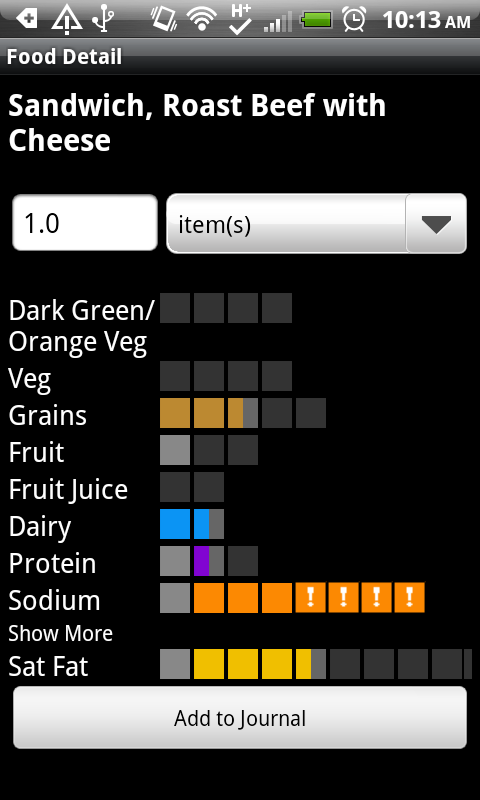 H+
10:13 AM
Food Detail
Sandwich, Roast Beef with
Cheese
1.0
item(s)
Dark Green/
Orange Veg
Veg
Grains
Fruit
Fruit Juice
Dairy
Protein
Sodium ! ! ! !
Show More
Sat Fat
Add to Journal